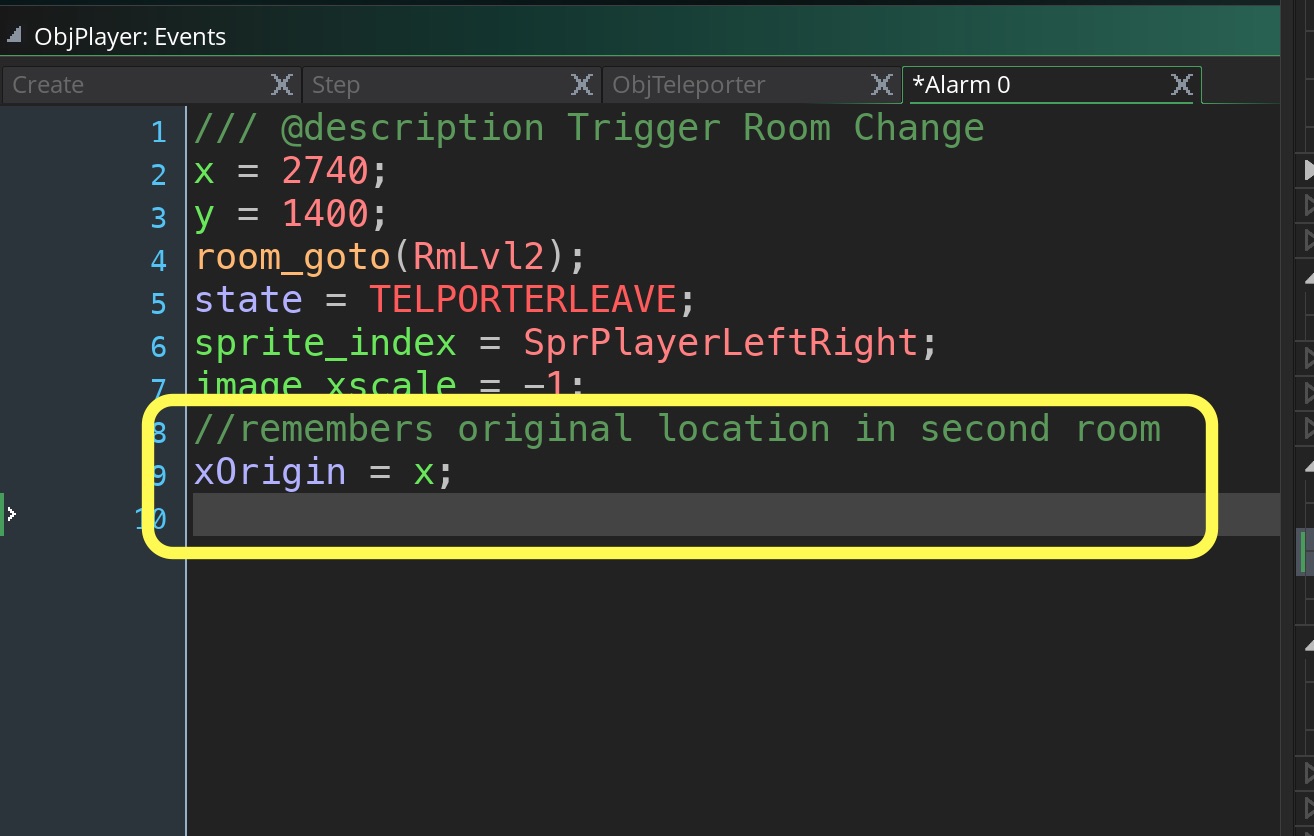 ObjPlayer: Events
Create Step ObjTeleporter *Alarm 0
1 /// @description Trigger Room Change
2 x = 2740;
3 y = 1400;
4 room_goto(RmLvl2);
5 state = TELPORTERLEAVE;
6 sprite_index = SprPlayerLeftRight;
7 image_xscale = -1;
8 //remembers original location in second room
9 xOrigin = x;
10